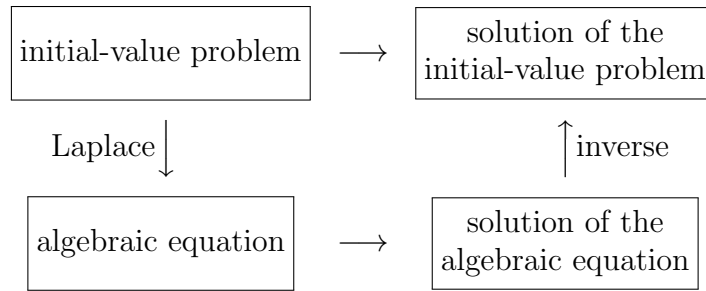 initial-value problem
solution of the
initial-value problem
Laplace
inverse
algebraic equation
solution of the
algebraic equation